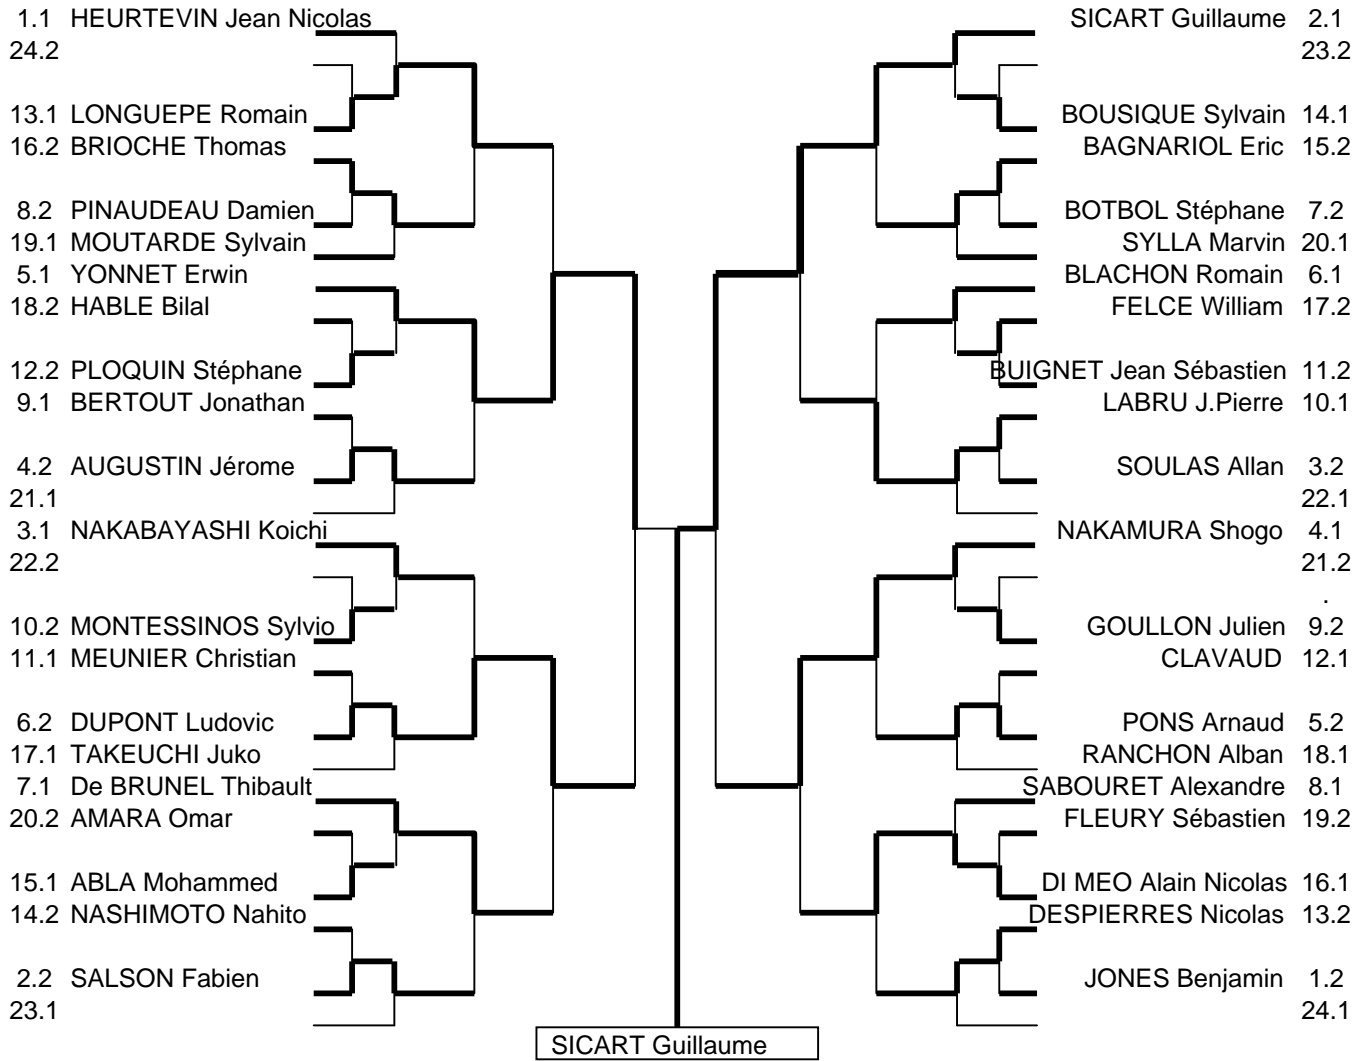 1.1 HEURTEVIN Jean Nicolas
24.2
13.1 LONGUEPE Romain
16.2 BRIOCHE Thomas
8.2 PINAUDEAU Damien
19.1 MOUTARDE Sylvain
5.1 YONNET Erwin
18.2 HABLE Bilal
12.2 PLOQUIN Stéphane
9.1 BERTOUT Jonathan
4.2 AUGUSTIN Jérome
21.1
3.1 NAKABAYASHI Koichi
22.2
10.2 MONTESSINOS Sylvio
11.1 MEUNIER Christian
6.2 DUPONT Ludovic
17.1 TAKEUCHI Juko
7.1 De BRUNEL Thibault
20.2 AMARA Omar
15.1 ABLA Mohammed
14.2 NASHIMOTO Nahito
2.2 SALSON Fabien
23.1
SICART Guillaume 2.1
23.2
BOUSIQUE Sylvain 14.1
BAGNARIOL Eric 15.2
BOTBOL Stéphane 7.2
SYLLA Marvin 20.1
BLACHON Romain 6.1
FELCE William 17.2
BUIGNET Jean Sébastien 11.2
LABRU J.Pierre 10.1
SOULAS Allan 3.2
22.1
NAKAMURA Shogo 4.1
21.2
.
GOULLON Julien 9.2
CLAVAUD 12.1
PONS Arnaud 5.2
RANCHON Alban 18.1
SABOURET Alexandre 8.1
FLEURY Sébastien 19.2
DI MEO Alain Nicolas 16.1
DESPIERRES Nicolas 13.2
JONES Benjamin 1.2
24.1
SICART Guillaume